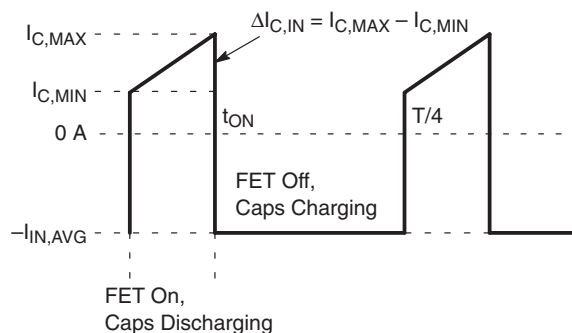 I_C,MAX
ΔI_C,IN = I_C,MAX – I_C,MIN
I_C,MIN
t_ON
T/4
0 A
FET Off,
Caps Charging
–I_IN,AVG
FET On,
Caps Discharging